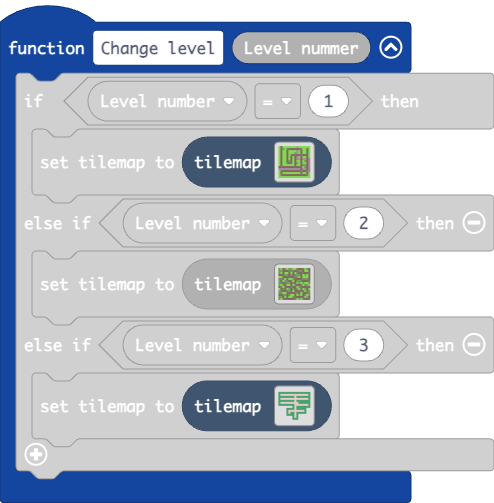 function Change level Level nummer
if Level number = 1 then
set tilemap to tilemap
else if Level number = 2 then
set tilemap to tilemap
else if Level number = 3 then
set tilemap to tilemap